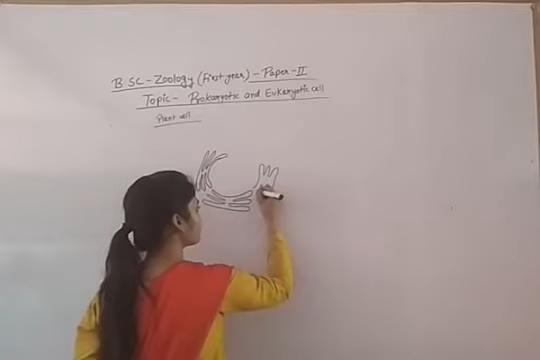 B.SC - Zoology (First year) - Paper - II
Topic - Prokaryotic and Eukaryotic cell
Plant cell